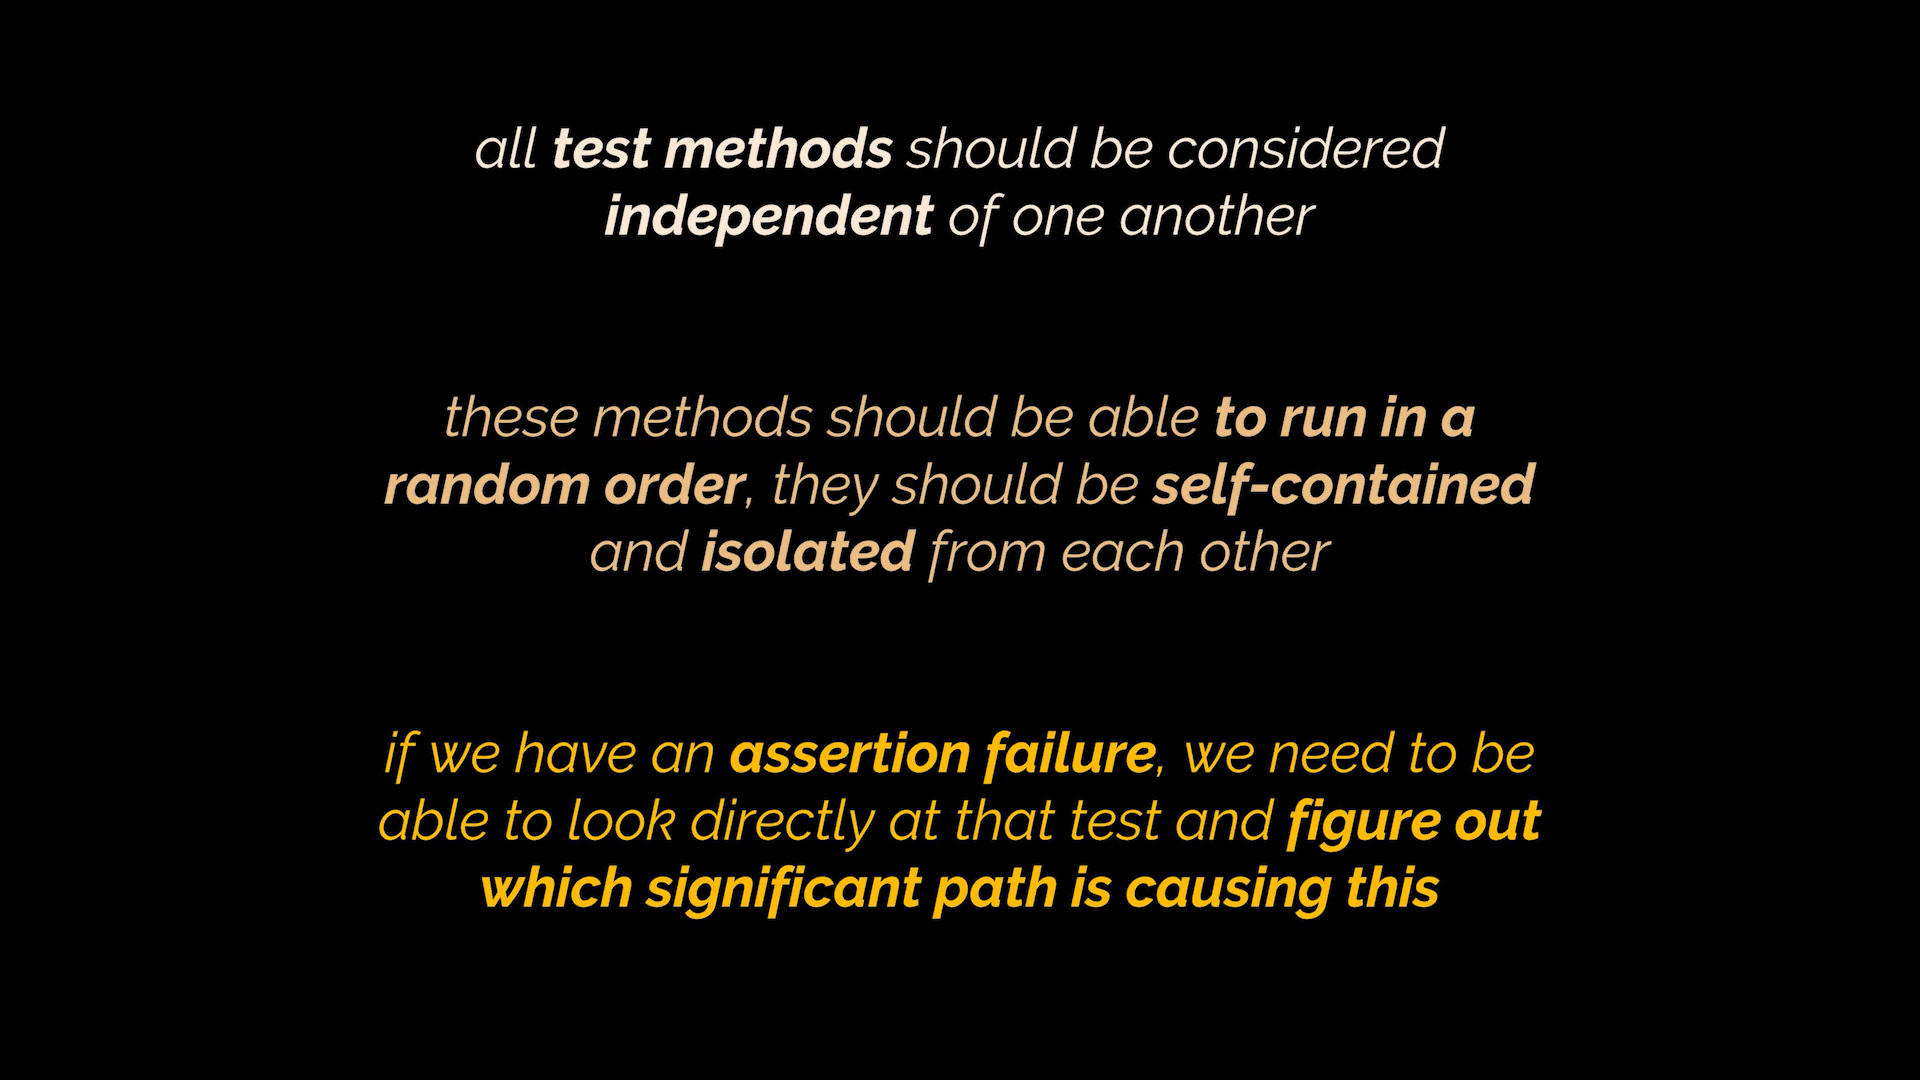 all test methods should be considered
independent of one another
these methods should be able to run in a
random order, they should be self-contained
and isolated from each other
if we have an assertion failure, we need to be
able to look directly at that test and figure out
which significant path is causing this